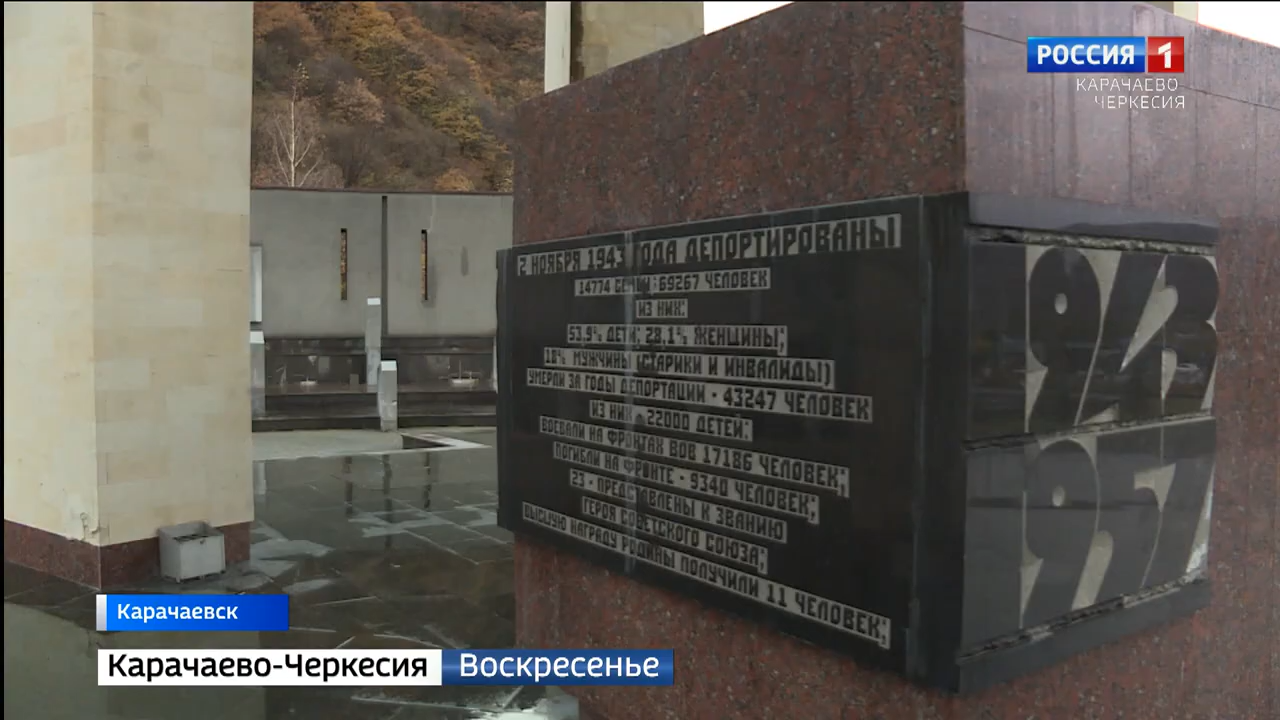 РОССИЯ 1
КАРАЧАЕВО-
ЧЕРКЕСИЯ
2 НОЯБРЯ 1943 ГОДА ДЕПОРТИРОВАНЫ
14774 СЕМЬИ; 69267 ЧЕЛОВЕК
ИЗ НИХ:
53,9% ДЕТИ; 28,1% ЖЕНЩИНЫ;
18% МУЖЧИНЫ (СТАРИКИ И ИНВАЛИДЫ)
УМЕРЛИ ЗА ГОДЫ ДЕПОРТАЦИИ - 43247 ЧЕЛОВЕК
ИЗ НИХ - 22000 ДЕТЕЙ;
ВОЕВАЛИ НА ФРОНТАХ ВОВ 17186 ЧЕЛОВЕК;
ПОГИБЛИ НА ФРОНТЕ - 9340 ЧЕЛОВЕК;
23 - ПРЕДСТАВЛЕНЫ К ЗВАНИЮ
ГЕРОЯ СОВЕТСКОГО СОЮЗА;
ВЫСШУЮ НАГРАДУ РОДИНЫ ПОЛУЧИЛИ 11 ЧЕЛОВЕК;
1943
1957
Карачаевск
Карачаево-Черкесия Воскресенье